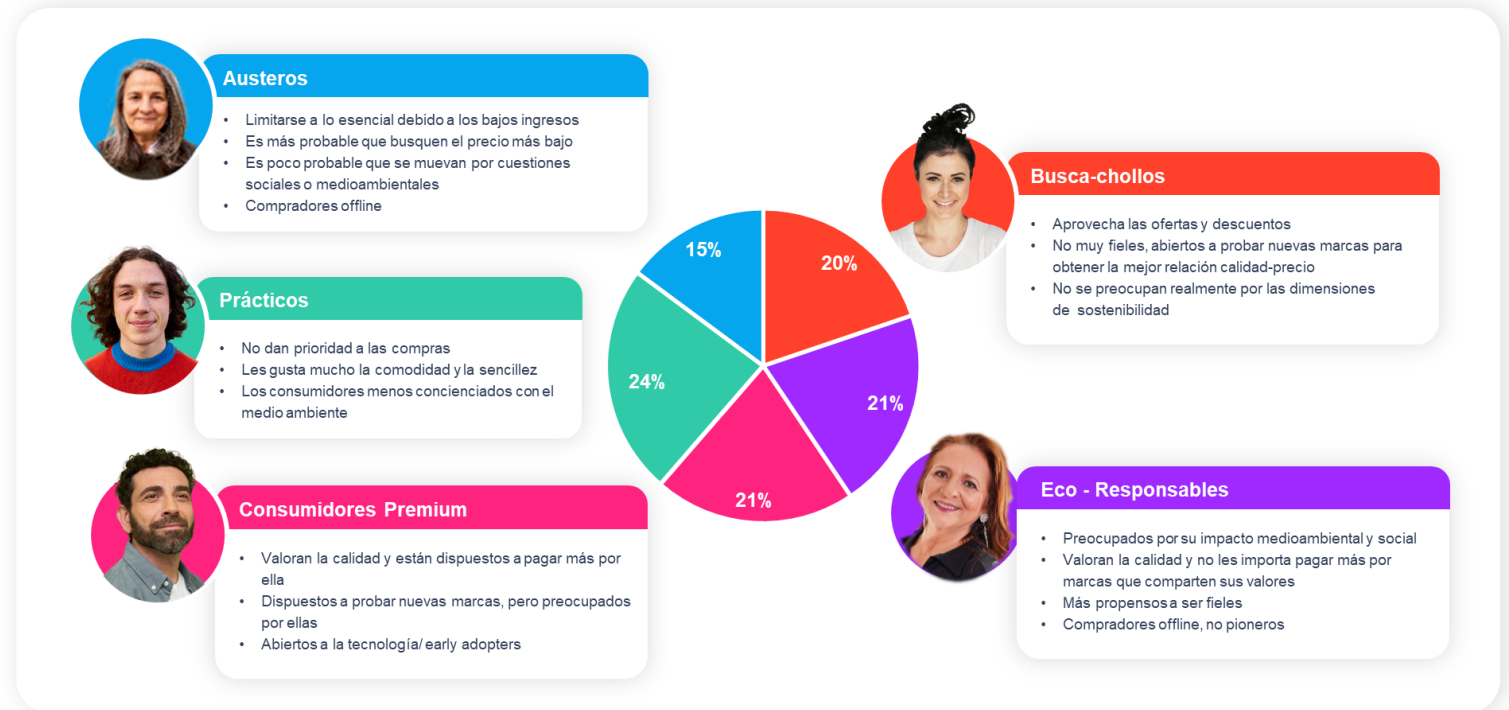 Austeros
• Limitarse a lo esencial debido a los bajos ingresos
• Es más probable que busquen el precio más bajo
• Es poco probable que se muevan por cuestiones
sociales o medioambientales
• Compradores offline
Prácticos
• No dan prioridad a las compras
• Les gusta mucho la comodidad y la sencillez
• Los consumidores menos concienciados con el
medio ambiente
Consumidores Premium
• Valoran la calidad y están dispuestos a pagar más por
ella
• Dispuestos a probar nuevas marcas, pero preocupados
por ellas
• Abiertos a la tecnología/ early adopters
15%
20%
24%
21%
21%
Busca-chollos
• Aprovecha las ofertas y descuentos
• No muy fieles, abiertos a probar nuevas marcas para
obtener la mejor relación calidad-precio
• No se preocupan realmente por las dimensiones
de sostenibilidad
Eco - Responsables
• Preocupados por su impacto medioambiental y social
• Valoran la calidad y no les importa pagar más por
marcas que comparten sus valores
• Más propensos a ser fieles
• Compradores offline, no pioneros